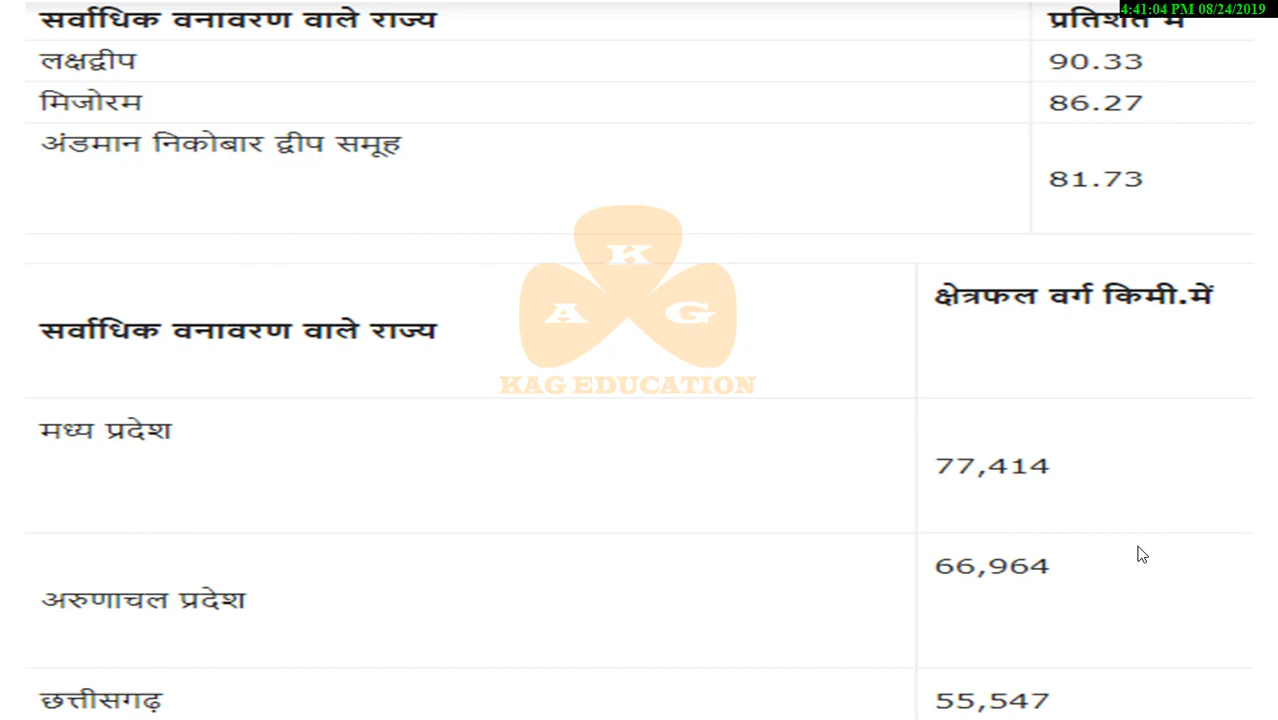 4:41:04 PM 08/24/2019
सर्वाधिक वनावरण वाले राज्य प्रतिशत में
लक्षद्वीप 90.33
मिजोरम 86.27
अंडमान निकोबार द्वीप समूह
81.73
K
A G
KAG EDUCATION
क्षेत्रफल वर्ग किमी.में
सर्वाधिक वनावरण वाले राज्य
मध्य प्रदेश
77,414
66,964
अरुणाचल प्रदेश
छत्तीसगढ़ 55,547